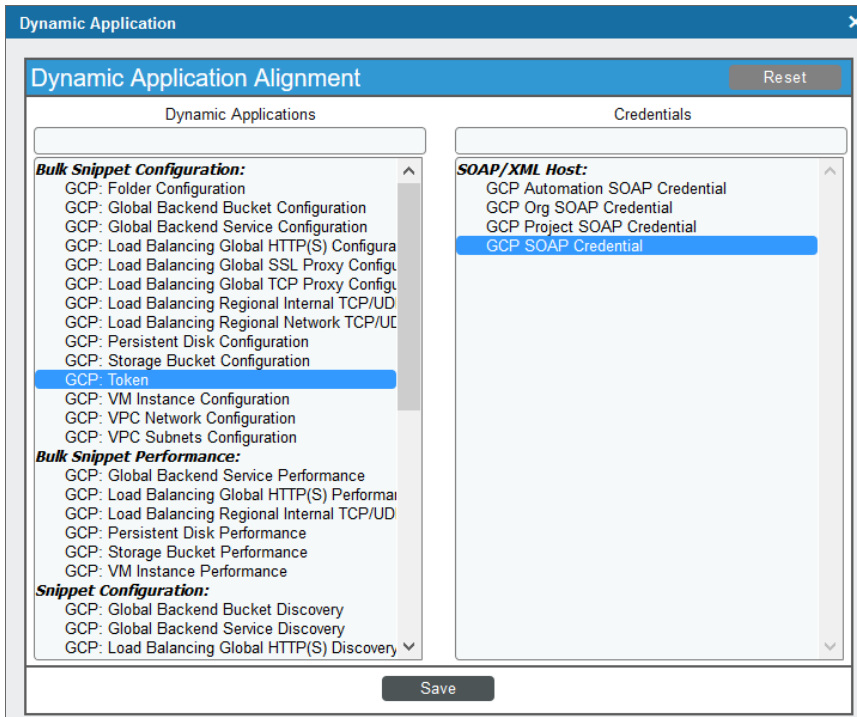 Dynamic Application
Dynamic Application Alignment
Reset
Dynamic Applications
Bulk Snippet Configuration:
GCP: Folder Configuration
GCP: Global Backend Bucket Configuration
GCP: Global Backend Service Configuration
GCP: Load Balancing Global HTTP(S) Configura
GCP: Load Balancing Global SSL Proxy Configu
GCP: Load Balancing Global TCP Proxy Configu
GCP: Load Balancing Regional Internal TCP/UD
GCP: Load Balancing Regional Network TCP/UD
GCP: Persistent Disk Configuration
GCP: Storage Bucket Configuration
GCP: Token
GCP: VM Instance Configuration
GCP: VPC Network Configuration
GCP: VPC Subnets Configuration
Bulk Snippet Performance:
GCP: Global Backend Service Performance
GCP: Load Balancing Global HTTP(S) Performa
GCP: Load Balancing Regional Internal TCP/UD
GCP: Persistent Disk Performance
GCP: Storage Bucket Performance
GCP: VM Instance Performance
Snippet Configuration:
GCP: Global Backend Bucket Discovery
GCP: Global Backend Service Discovery
GCP: Load Balancing Global HTTP(S) Discovery
Credentials
SOAP/XML Host:
GCP Automation SOAP Credential
GCP Org SOAP Credential
GCP Project SOAP Credential
GCP SOAP Credential
Save